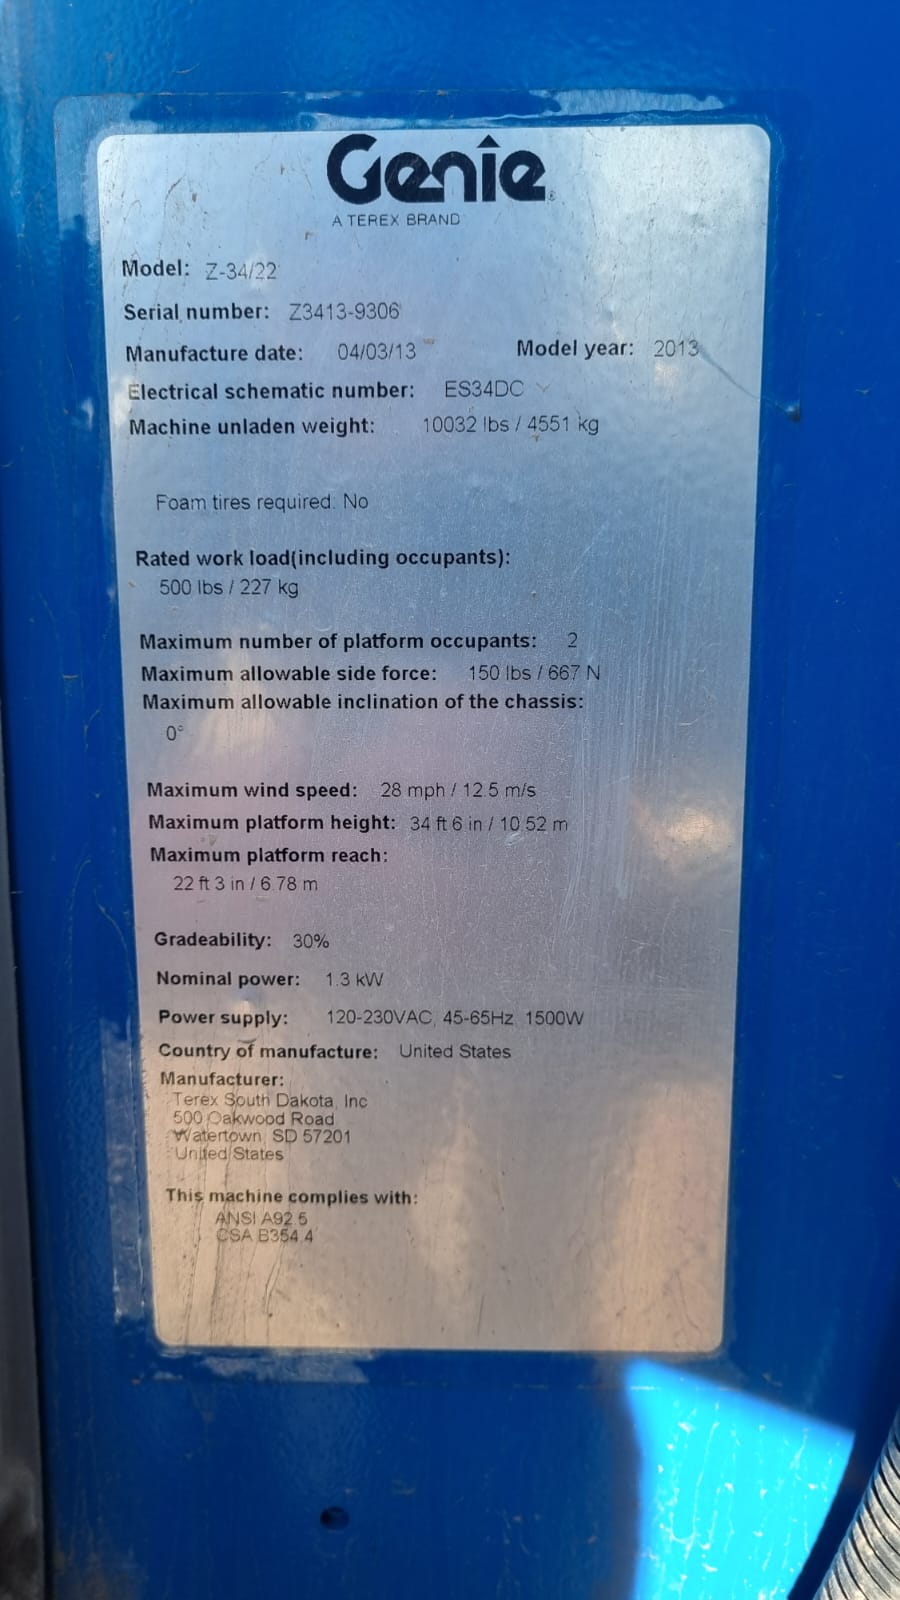 Genie
A TEREX BRAND
Model: Z-34/22
Serial number: Z3413-9306
Manufacture date: 04/03/13 Model year: 2013
Electrical schematic number: ES34DC
Machine unladen weight: 10032 lbs / 4551 kg
Foam tires required: No
Rated work load(including occupants):
500 lbs / 227 kg
Maximum number of platform occupants: 2
Maximum allowable side force: 150 lbs / 667 N
Maximum allowable inclination of the chassis:
0°
Maximum wind speed: 28 mph / 12.5 m/s
Maximum platform height: 34 ft 6 in / 10.52 m
Maximum platform reach:
22 ft 3 in / 6.78 m
Gradeability: 30%
Nominal power: 1.3 kW
Power supply: 120-230VAC, 45-65Hz, 1500W
Country of manufacture: United States
Manufacturer:
Terex South Dakota, Inc
500 Oakwood Road
Watertown, SD 57201
United States
This machine complies with:
ANSI A92.5
CSA B354.4